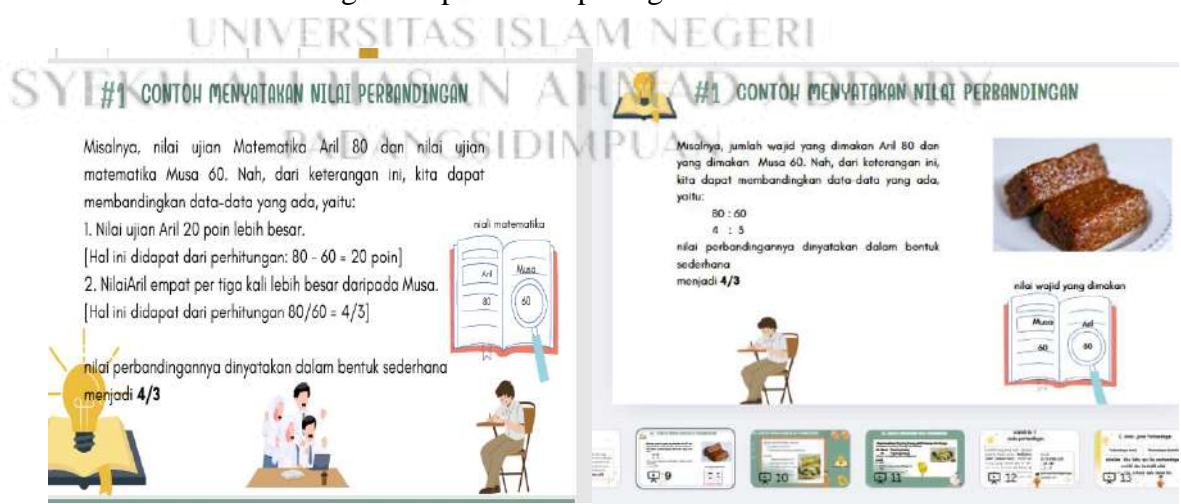 UNIVERSITAS ISLAM NEGERI
SYEKH ALI HASAN AHMAD ADDARY
PADANGSIDIMPUAN
#1 CONTOH MENYATAKAN NILAI PERBANDINGAN
Misalnya, nilai ujian Matematika Aril 80 dan nilai ujian
matematika Musa 60. Nah, dari keterangan ini, kita dapat
membandingkan data-data yang ada, yaitu:
1. Nilai ujian Aril 20 poin lebih besar.
[Hal ini didapat dari perhitungan: 80 - 60 = 20 poin]
2. NilaiAril empat per tiga kali lebih besar daripada Musa.
[Hal ini didapat dari perhitungan 80/60 = 4/3]
nilai perbandingannya dinyatakan dalam bentuk sederhana
menjadi 4/3
niali matematika
Aril Musa
80 60
#1 CONTOH MENYATAKAN NILAI PERBANDINGAN
Misalnya, jumlah wajid yang dimakan Aril 80 dan
yang dimakan Musa 60. Nah, dari keterangan ini,
kita dapat membandingkan data-data yang ada,
yaitu:
80 : 60
4 : 3
nilai perbandingannya dinyatakan dalam bentuk
sederhana
menjadi 4/3
nilai wajid yang dimakan
Musa Aril
60 80
9
10
11
12
13